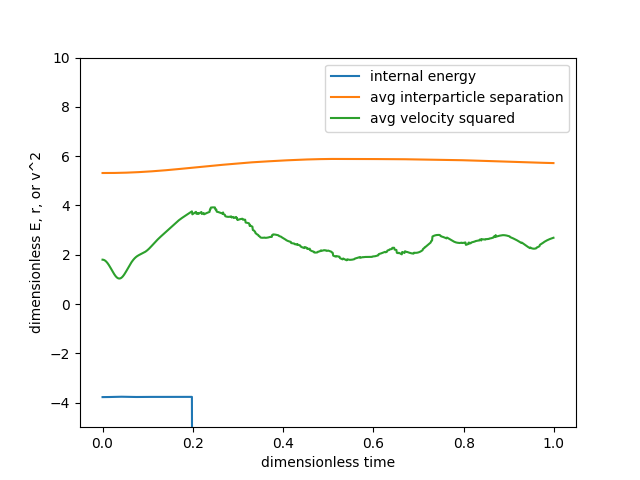 10
8
6
4
2
0
−2
−4
dimensionless E, r, or v^2
internal energy
avg interparticle separation
avg velocity squared
0.0 0.2 0.4 0.6 0.8 1.0
dimensionless time